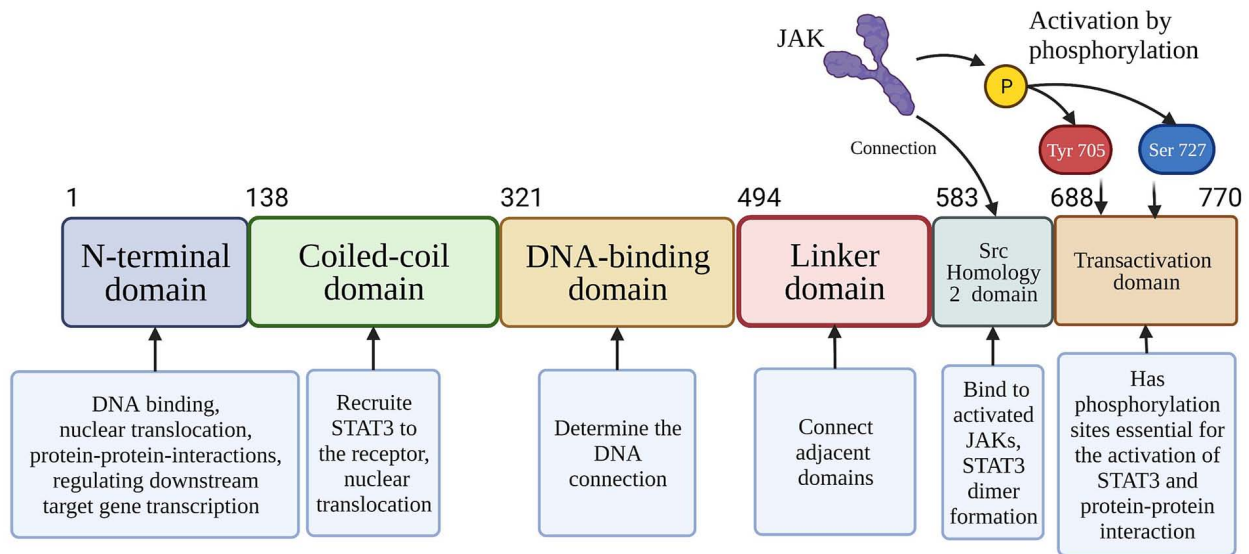 JAK
Activation by
phosphorylation
P
Connection
Tyr 705
Ser 727
1
138
321
494
583
688
770
N-terminal
domain
Coiled-coil
domain
DNA-binding
domain
Linker
domain
Src
Homology
2 domain
Transactivation
domain
DNA binding,
nuclear translocation,
protein-protein-interactions,
regulating downstream
target gene transcription
Recruite
STAT3 to
the receptor,
nuclear
translocation
Determine the
DNA
connection
Connect
adjacent
domains
Bind to
activated
JAKs,
STAT3
dimer
formation
Has
phosphorylation
sites essential for
the activation of
STAT3 and
protein-protein
interaction